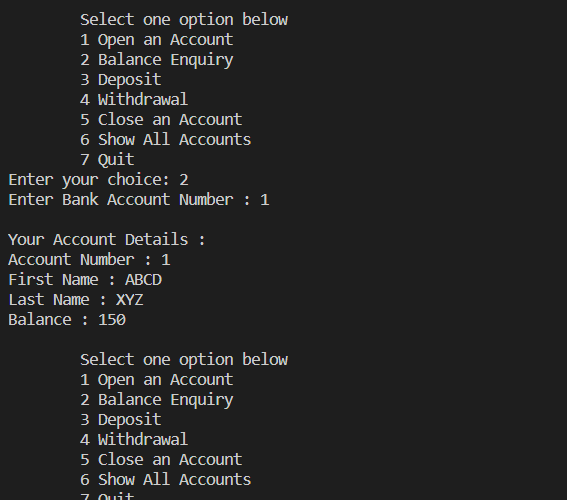 Select one option below
1 Open an Account
2 Balance Enquiry
3 Deposit
4 Withdrawal
5 Close an Account
6 Show All Accounts
7 Quit
Enter your choice: 2
Enter Bank Account Number : 1
Your Account Details :
Account Number : 1
First Name : ABCD
Last Name : XYZ
Balance : 150
Select one option below
1 Open an Account
2 Balance Enquiry
3 Deposit
4 Withdrawal
5 Close an Account
6 Show All Accounts
7 Quit